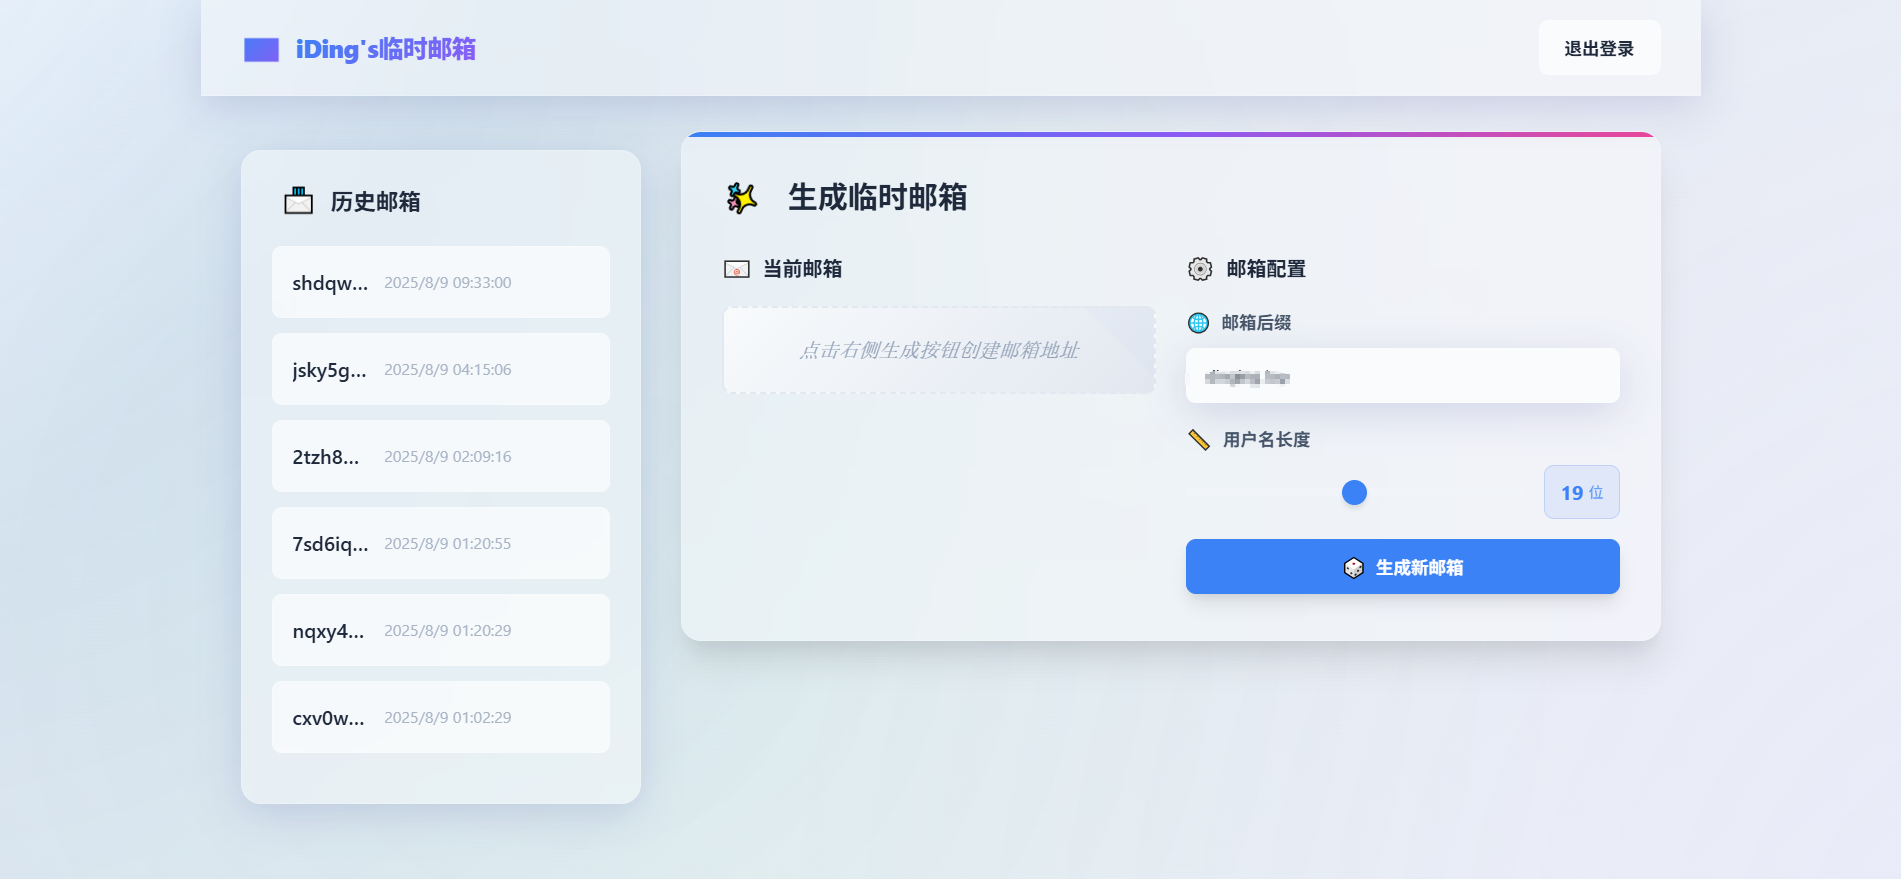 iDing's临时邮箱
退出登录
历史邮箱
shdqw... 2025/8/9 09:33:00
jsky5g... 2025/8/9 04:15:06
2tzh8... 2025/8/9 02:09:16
7sd6iq... 2025/8/9 01:20:55
nqxy4... 2025/8/9 01:20:29
cxv0w... 2025/8/9 01:02:29
生成临时邮箱
当前邮箱
点击右侧生成按钮创建邮箱地址
邮箱配置
邮箱后缀
用户名长度
19 位
生成新邮箱